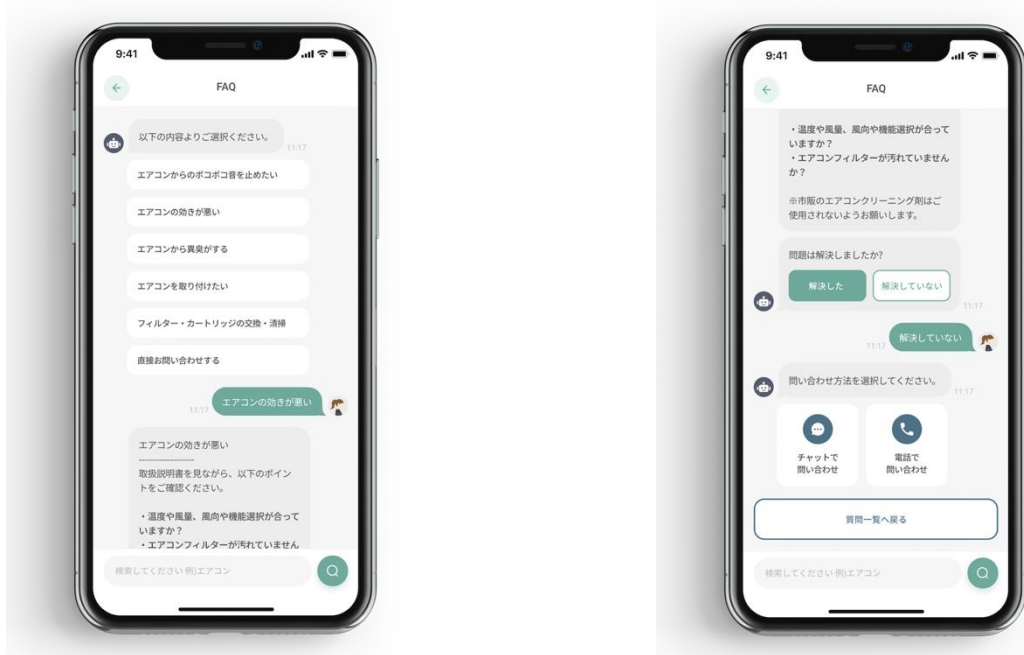 9:41
FAQ
以下の内容よりご選択ください。
11:17
エアコンからのポコポコ音を止めたい
エアコンの効きが悪い
エアコンから異臭がする
エアコンを取り付けたい
フィルター・カートリッジの交換・清掃
直接お問い合わせする
エアコンの効きが悪い
11:17
エアコンの効きが悪い
--------------------
取扱説明書を見ながら、以下のポイン
トをご確認ください。
・温度や風量、風向や機能選択が合って
いますか？
・エアコンフィルターが汚れていません
検索してください 例)エアコン
9:41
FAQ
・温度や風量、風向や機能選択が合って
いますか？
・エアコンフィルターが汚れていません
か？
※市販のエアコンクリーニング剤はご
使用されないようお願いします。
問題は解決しましたか?
解決した
解決していない
11:17
解決していない
11:17
問い合わせ方法を選択してください。
11:17
チャットで
問い合わせ
電話で
問い合わせ
質問一覧へ戻る
検索してください 例)エアコン